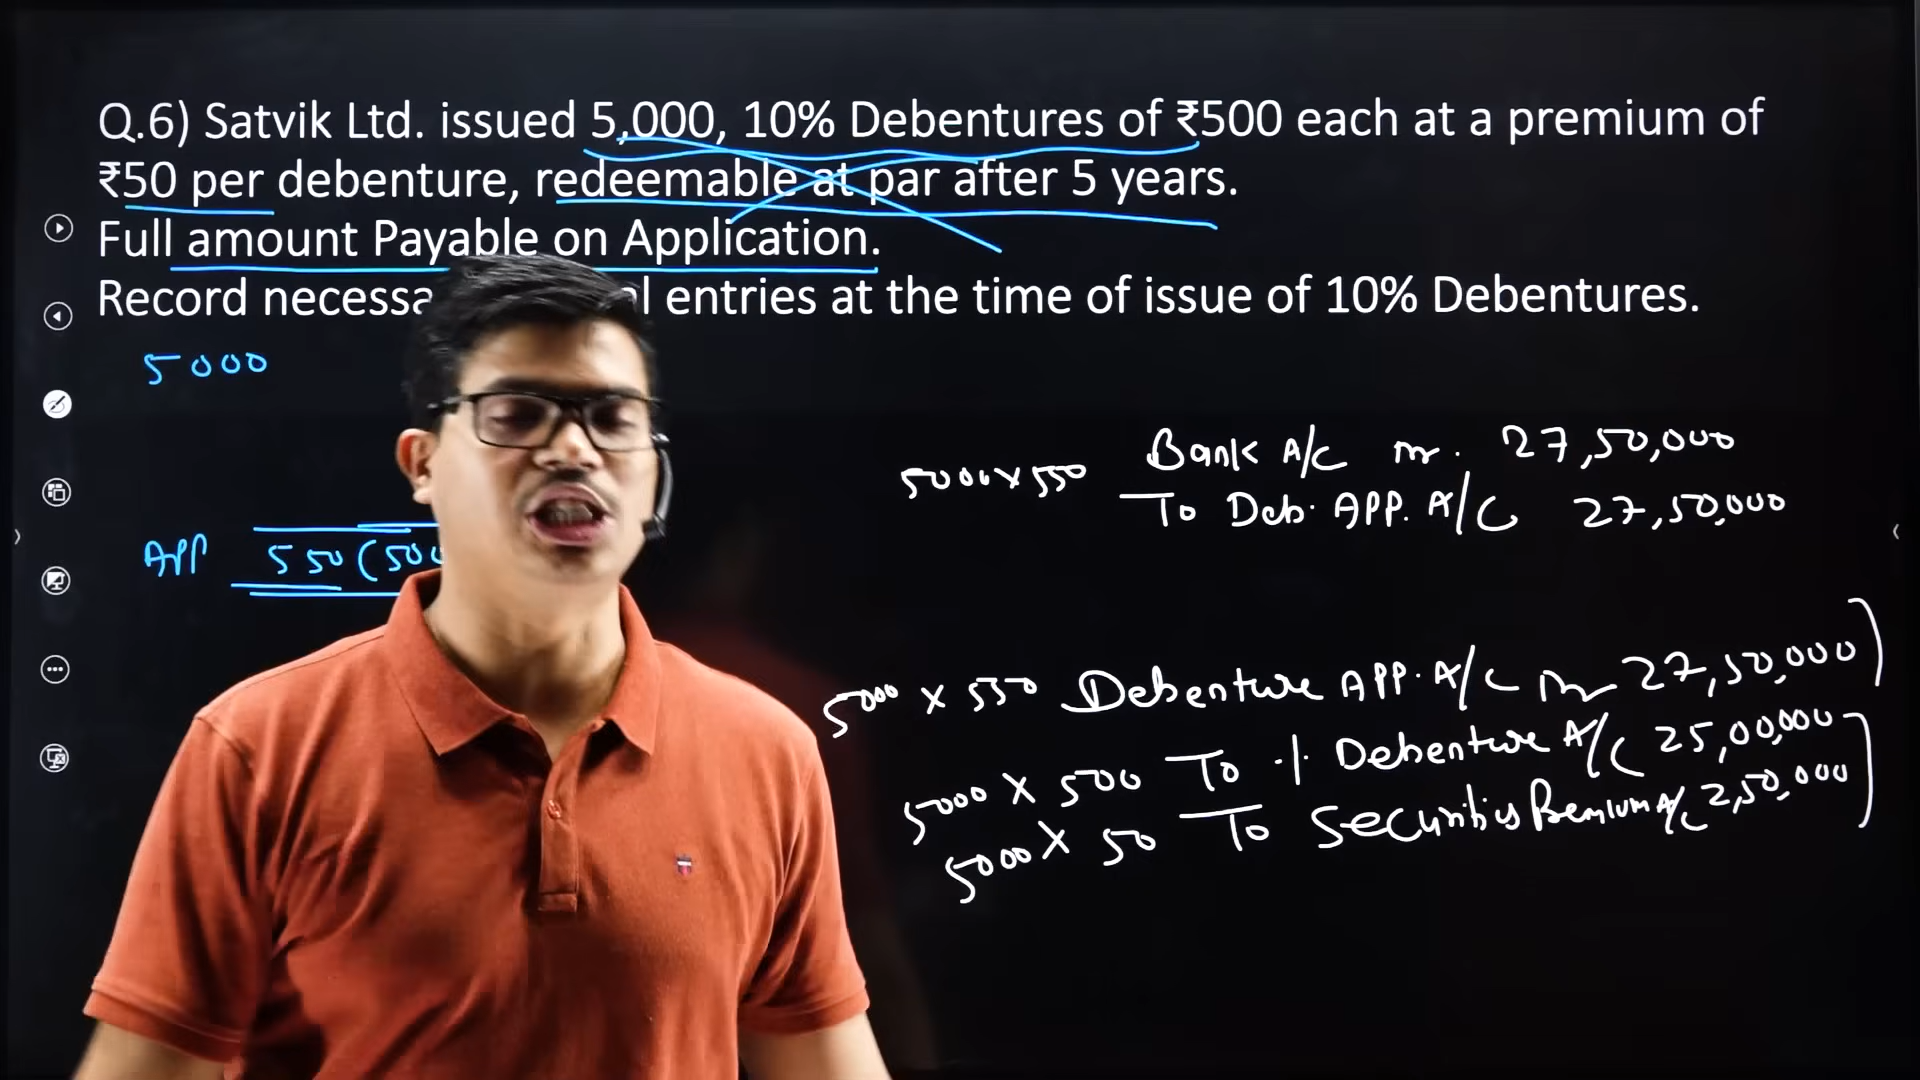 Q.6) Satvik Ltd. issued 5,000, 10% Debentures of ₹500 each at a premium of
₹50 per debenture, redeemable at par after 5 years.
Full amount Payable on Application.
Record necessa l entries at the time of issue of 10% Debentures.
5000
APP 550 (500
5000 x 550 Bank A/C Dr. 27,50,000
To Deb. APP. A/C 27,50,000
5000 x 550 Debenture APP. A/C Dr 27,50,000
5000 x 500 To % Debenture A/C 25,00,000
5000 x 50 To Securities Premium A/C 2,50,000